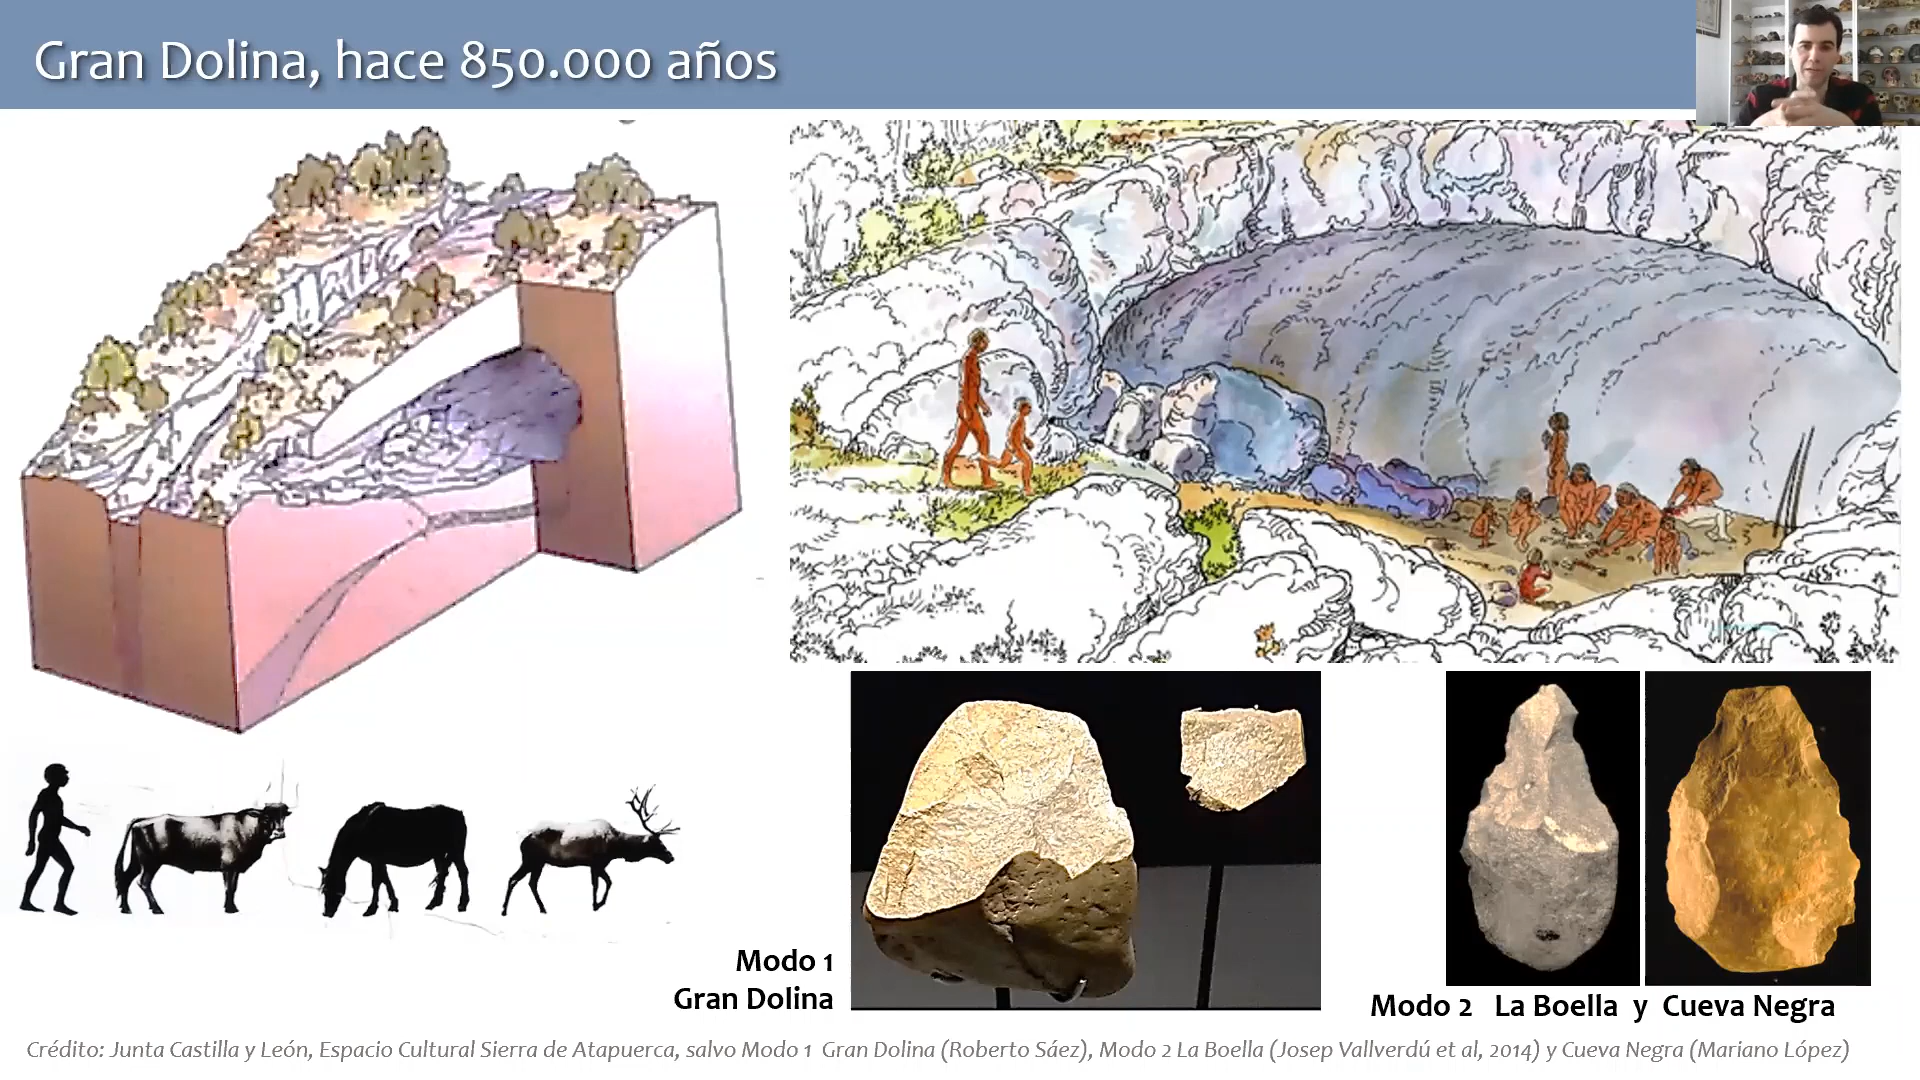 Gran Dolina, hace 850.000 años
Modo 1
Gran Dolina
Modo 2 La Boella y Cueva Negra
Crédito: Junta Castilla y León, Espacio Cultural Sierra de Atapuerca, salvo Modo 1 Gran Dolina (Roberto Sáez), Modo 2 La Boella (Josep Vallverdú et al, 2014) y Cueva Negra (Mariano López)